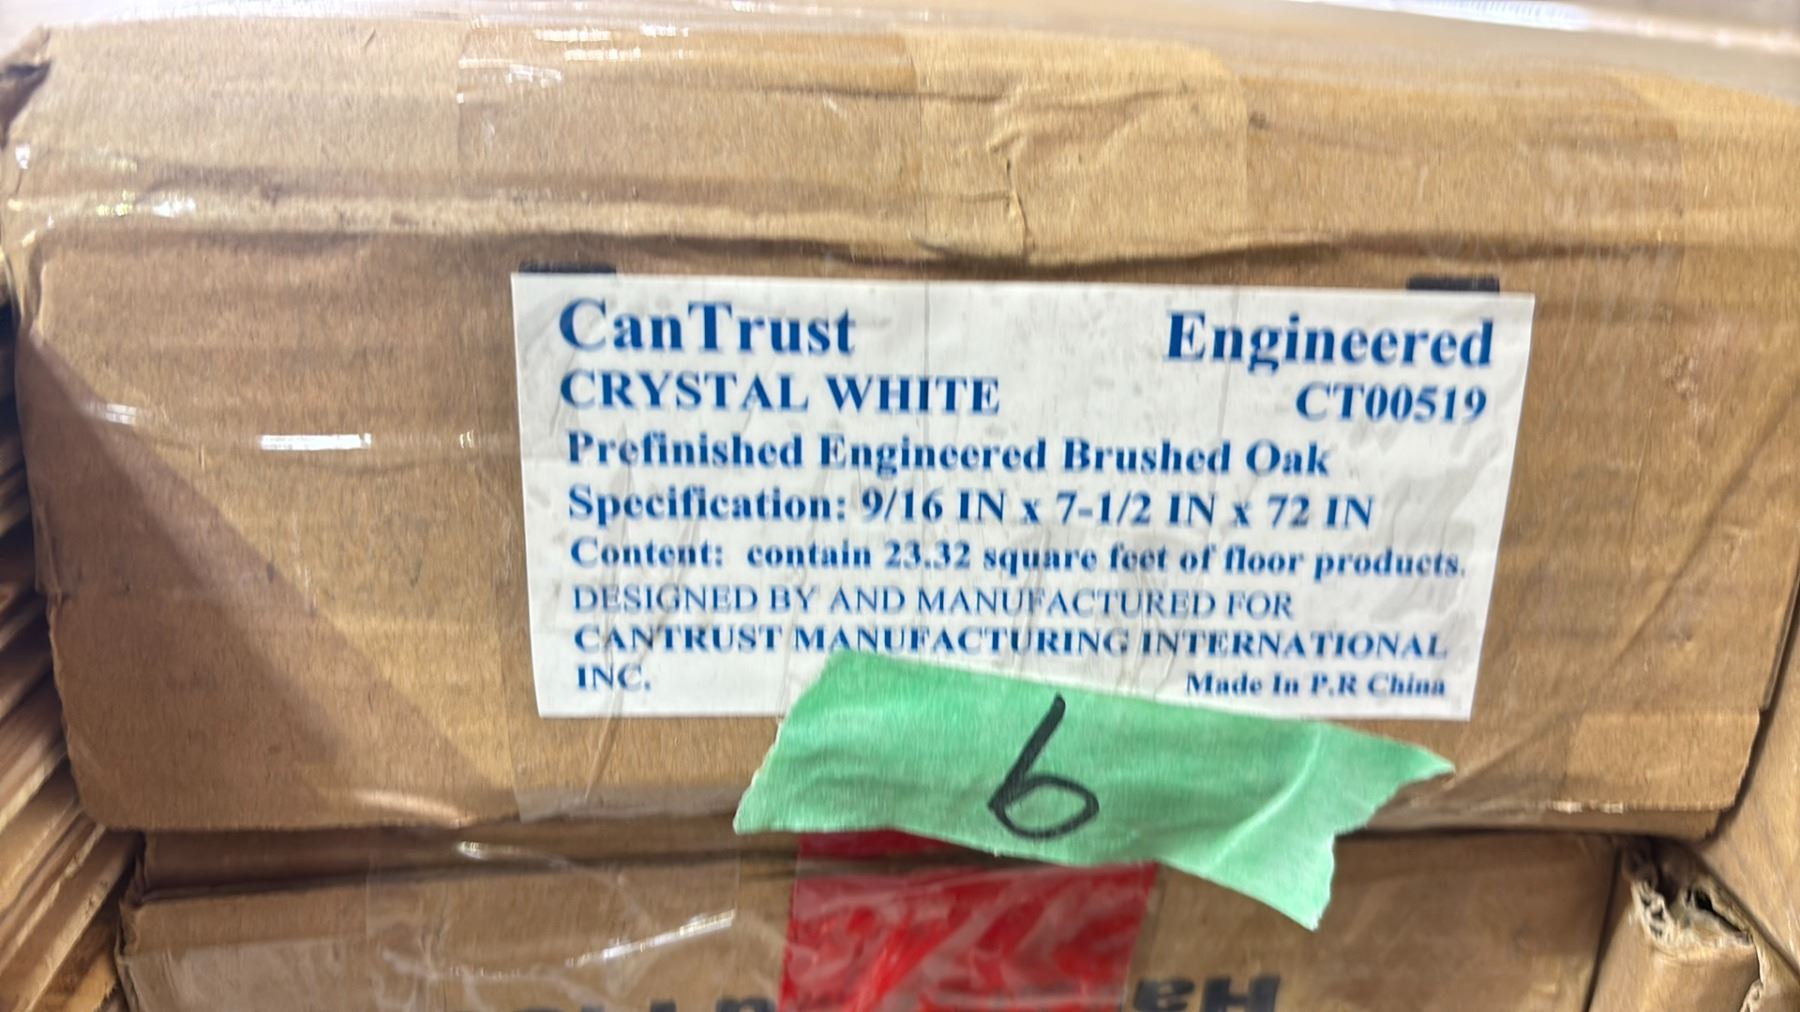 CanTrust Engineered
CRYSTAL WHITE CT00519
Prefinished Engineered Brushed Oak
Specification: 9/16 IN x 7-1/2 IN x 72 IN
Content: contain 23.32 square feet of floor products.
DESIGNED BY AND MANUFACTURED FOR
CANTRUST MANUFACTURING INTERNATIONAL
INC. Made In P.R China
6